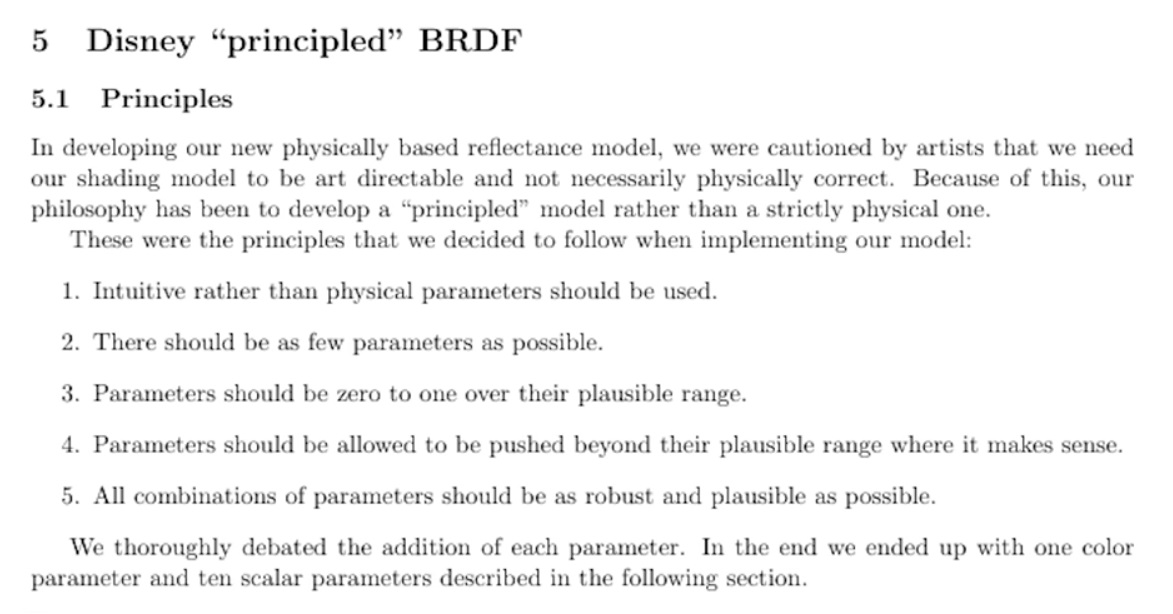 5 Disney “principled” BRDF
5.1 Principles
In developing our new physically based reflectance model, we were cautioned by artists that we need
our shading model to be art directable and not necessarily physically correct. Because of this, our
philosophy has been to develop a “principled” model rather than a strictly physical one.
These were the principles that we decided to follow when implementing our model:
1. Intuitive rather than physical parameters should be used.
2. There should be as few parameters as possible.
3. Parameters should be zero to one over their plausible range.
4. Parameters should be allowed to be pushed beyond their plausible range where it makes sense.
5. All combinations of parameters should be as robust and plausible as possible.
We thoroughly debated the addition of each parameter. In the end we ended up with one color
parameter and ten scalar parameters described in the following section.